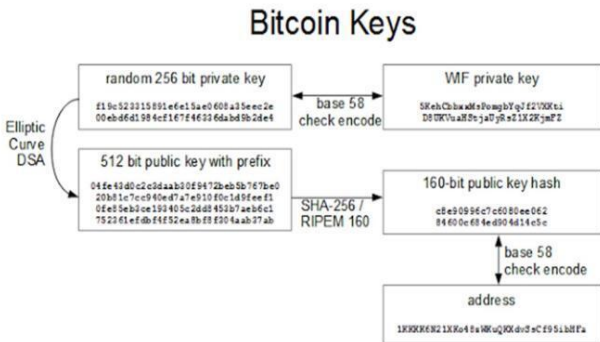 Bitcoin Keys
random 256 bit private key
f19c523315891e6e15ae0608a35eec2e
00ebd6d1984cf167f46336dabd9b2de4
base 58
check encode
WIF private key
Elliptic
Curve
DSA
512 bit public key with prefix
04fe43d0c2c3daab30f9472beb5b767be0
20b81c7cc940ed7a7e910f0c1d9feef1
0fe85eb3ce193405c2dd8453b7aeb6c1
752361efdbf4f52ea8bf8f304aab37ab
SHA-256 /
RIPEM 160
160-bit public key hash
c8e90996c7c6080ee062
84600c684ed904d14c5c
base 58
check encode
address